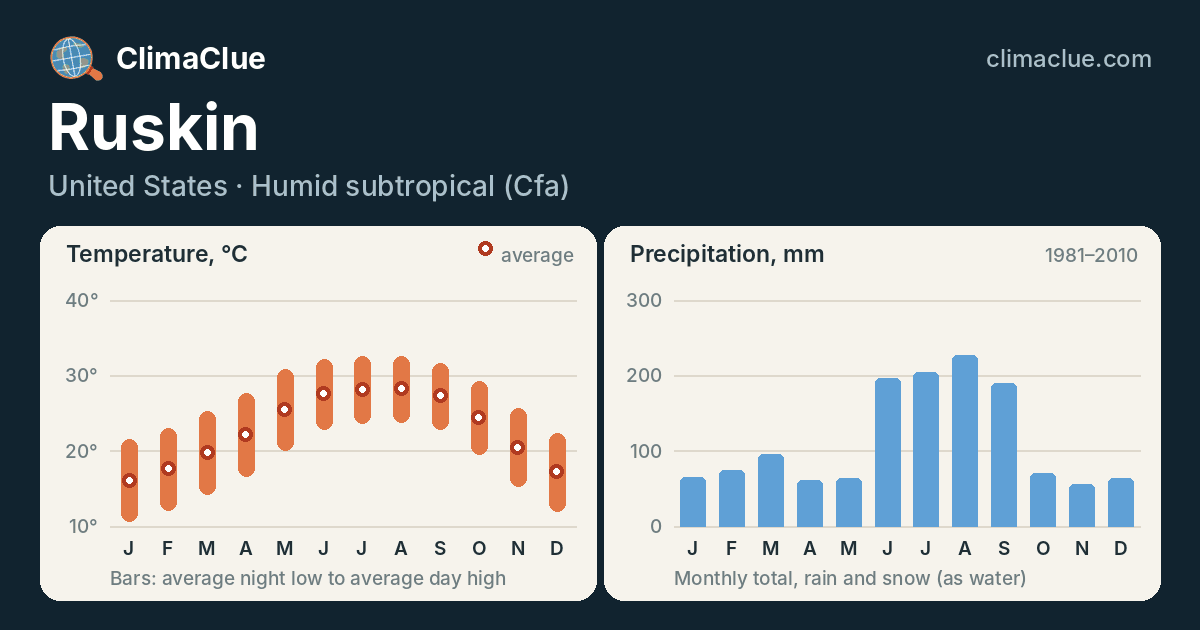 ClimaClue
climaclue.com
Ruskin
United States · Humid subtropical (Cfa)
Temperature, °C
average
40°
30°
20°
10°
J F M A M J J A S O N D
Bars: average night low to average day high
Precipitation, mm
1981–2010
300
200
100
0
J F M A M J J A S O N D
Monthly total, rain and snow (as water)